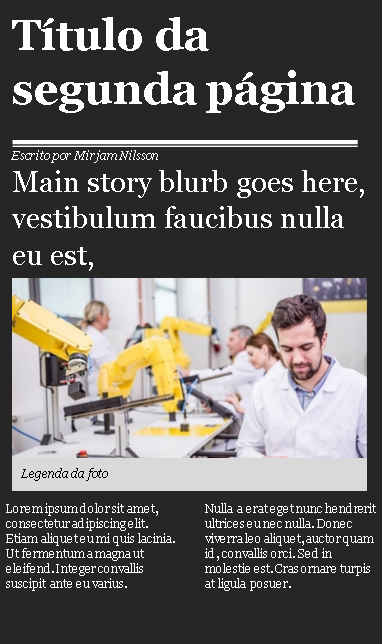 Título da
segunda página
Escrito por Mirjam Nilsson
Main story blurb goes here,
vestibulum faucibus nulla
eu est,
Legenda da foto
Lorem ipsum dolor sit amet,
consectetur adipiscing elit.
Etiam aliquet eu mi quis lacinia.
Ut fermentum a magna ut
eleifend. Integer convallis
suscipit ante eu varius.
Nulla a erat eget nunc hendrerit
ultrices eu nec nulla. Donec
viverra leo aliquet, auctor quam
id, convallis orci. Sed in
molestie est. Cras ornare turpis
at ligula posuer.